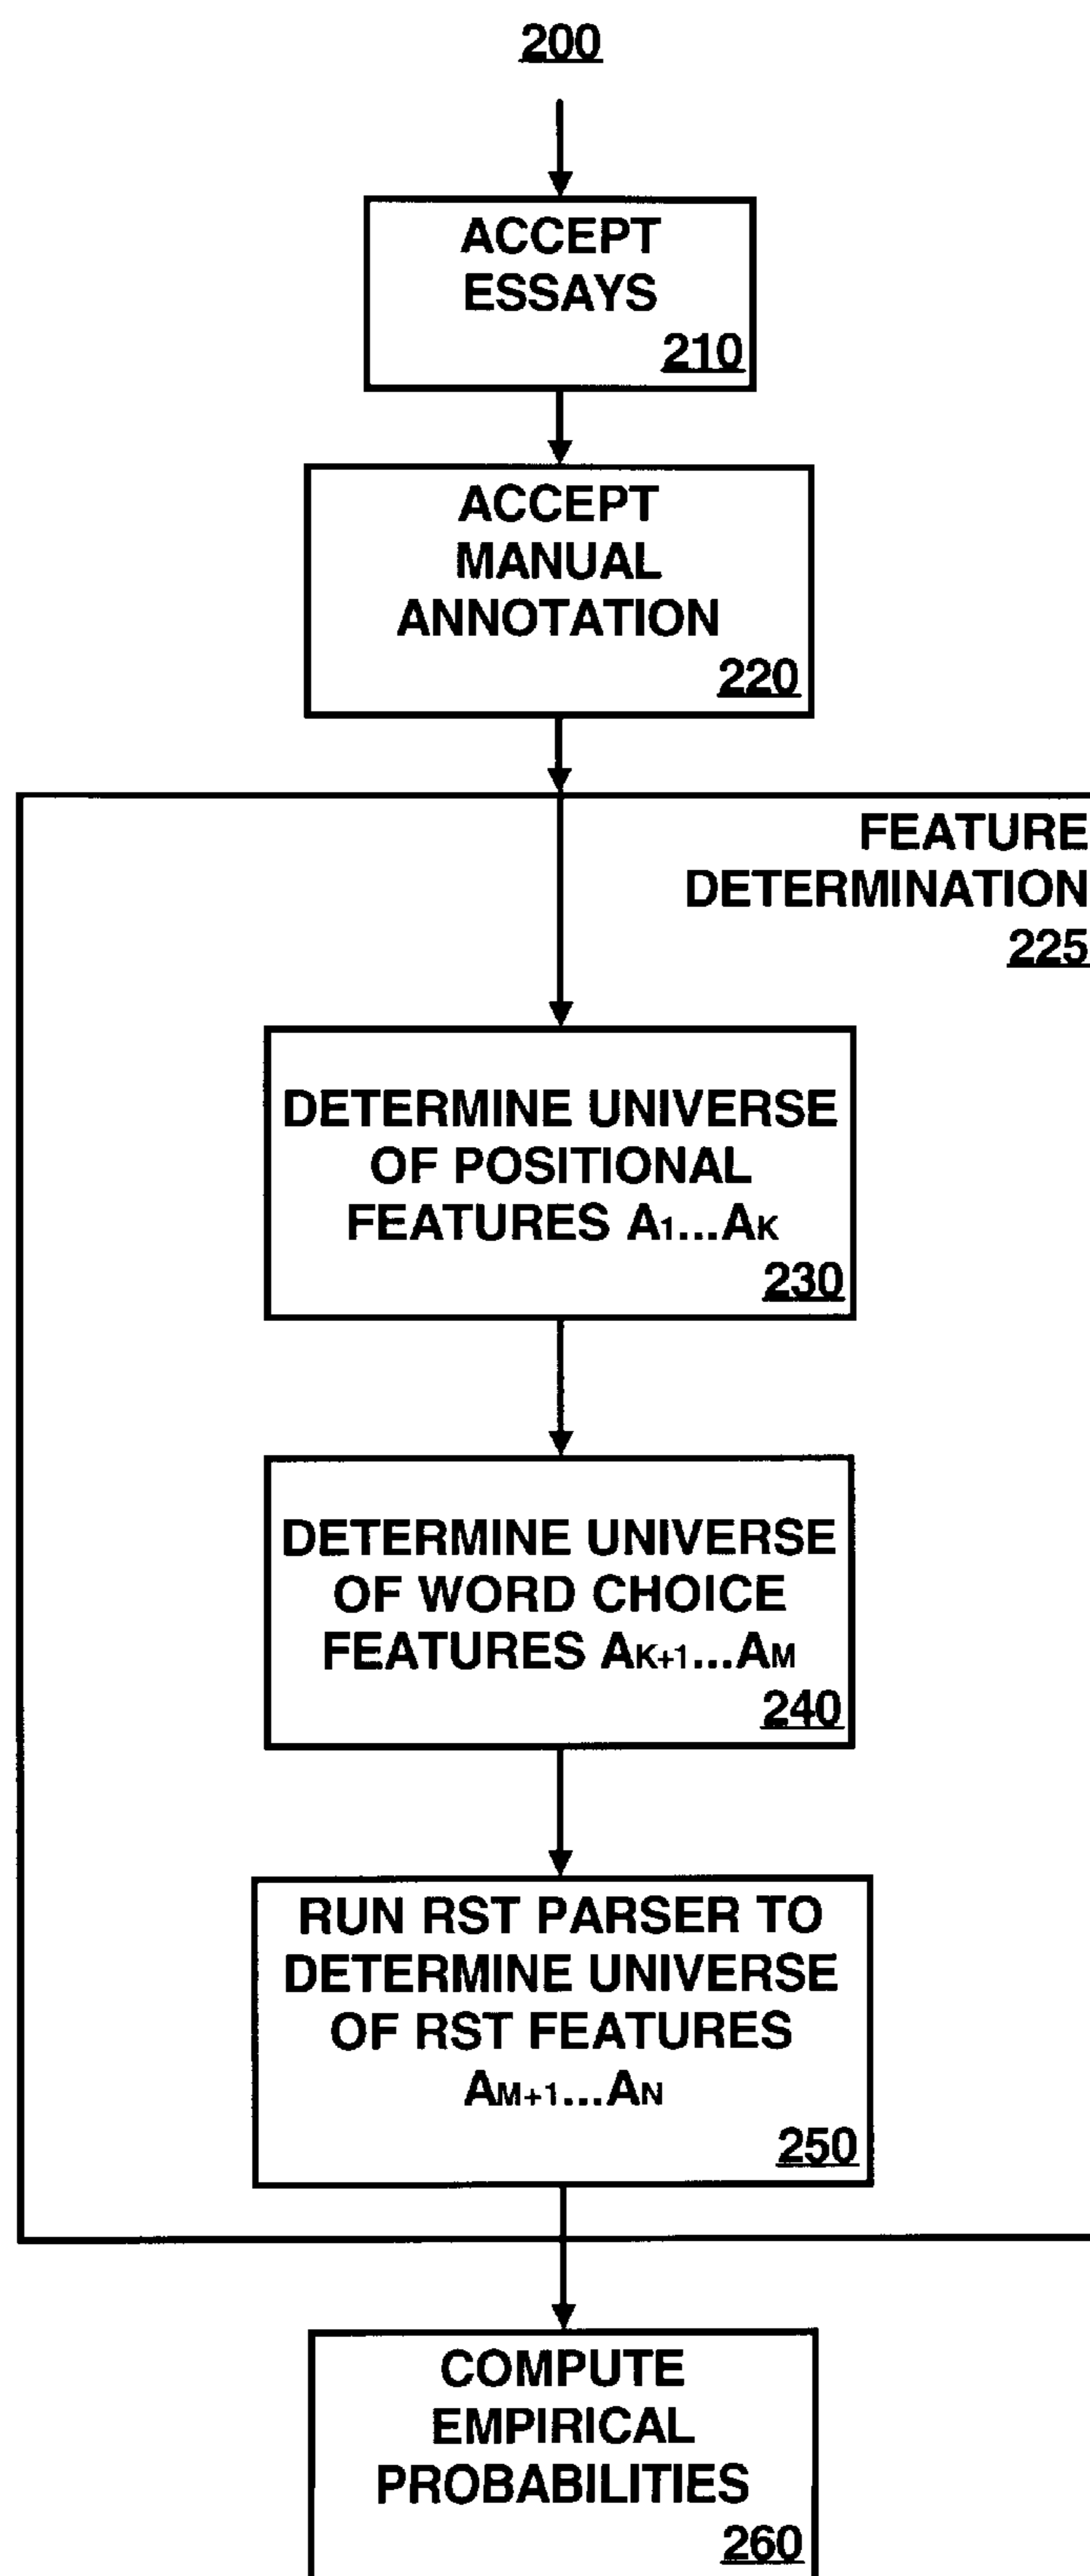 200
ACCEPT
ESSAYS
210
ACCEPT
MANUAL
ANNOTATION
220
FEATURE
DETERMINATION
225
DETERMINE UNIVERSE
OF POSITIONAL
FEATURES A1...AK
230
DETERMINE UNIVERSE
OF WORD CHOICE
FEATURES AK+1...AM
240
RUN RST PARSER TO
DETERMINE UNIVERSE
OF RST FEATURES
AM+1...AN
250
COMPUTE
EMPIRICAL
PROBABILITIES
260